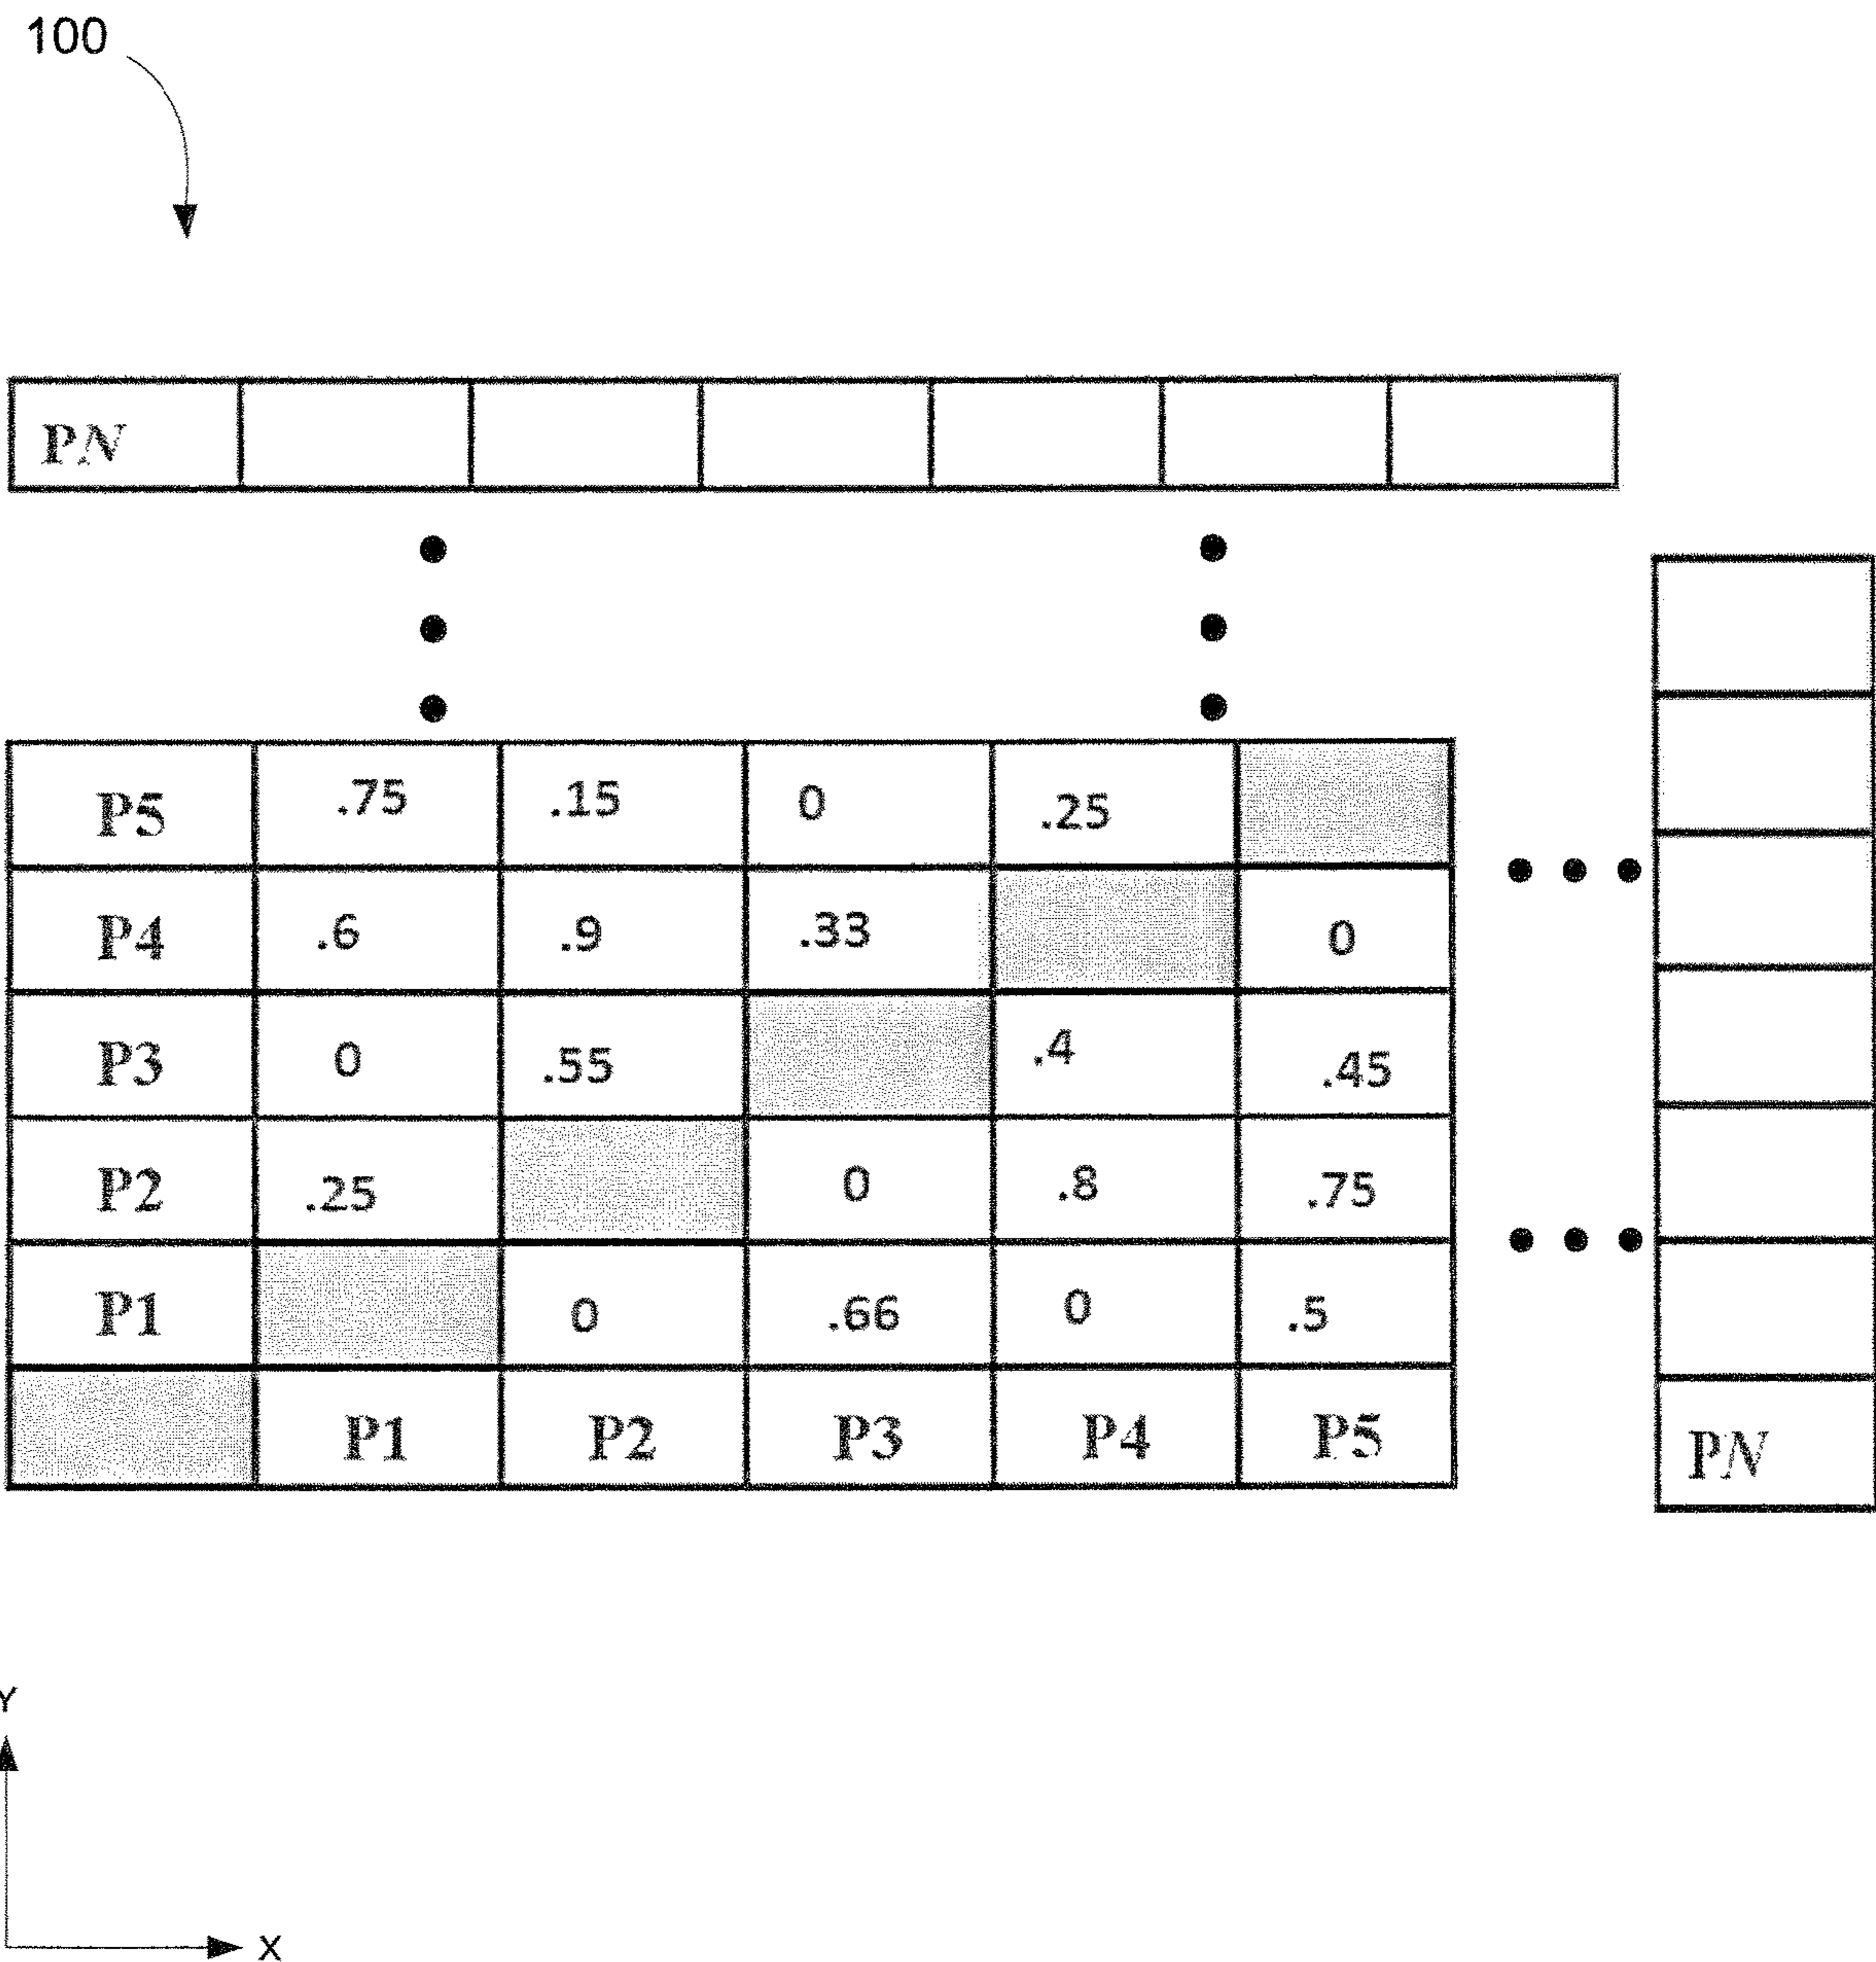 100
PN
P5 .75 .15 0 .25
P4 .6 .9 .33 0
P3 0 .55 .4 .45
P2 .25 0 .8 .75
P1 0 .66 0 .5
P1 P2 P3 P4 P5
PN
Y
X